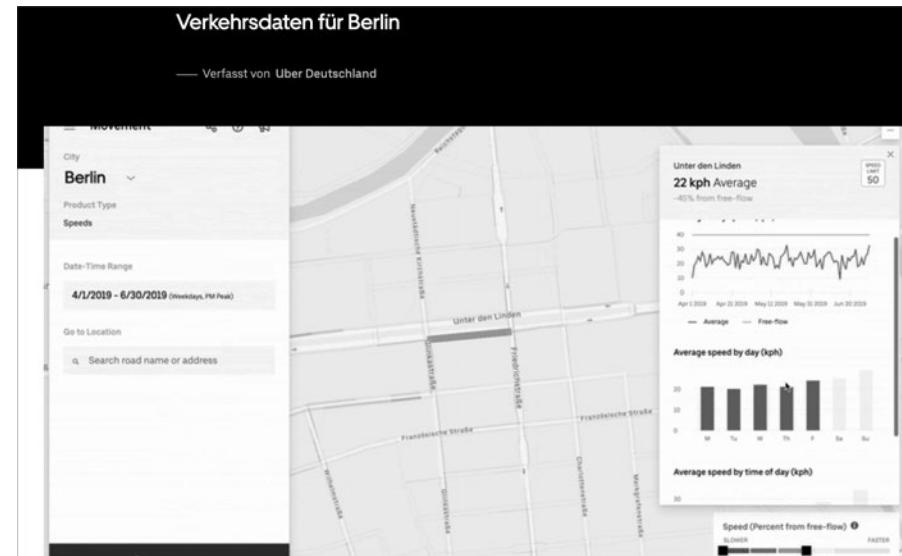 Verkehrsdaten für Berlin
Verfasst von Uber Deutschland
Movement
City
Berlin
Product Type
Speeds
Date-Time Range
4/1/2019 - 6/30/2019 (Weekdays, PM Peak)
Go to Location
Search road name or address
Reichstagufer
Neustädtische Kirchstraße
Unter den Linden
Glinkastraße
Friedrichstraße
Französische Straße
Wilhelmstraße
Glinkastraße
Charlottenstraße
Markgrafenstraße
Unter den Linden
22 kph Average
-45% from free-flow
SPEED
LIMIT
50
40
30
20
10
0
Apr 1 2019 Apr 21 2019 May 11 2019 May 31 2019 Jun 20 2019
Average Free-flow
Average speed by day (kph)
20
10
0
M Tu W Th F Sa Su
Average speed by time of day (kph)
30
Speed (Percent from free-flow)
SLOWER FASTER